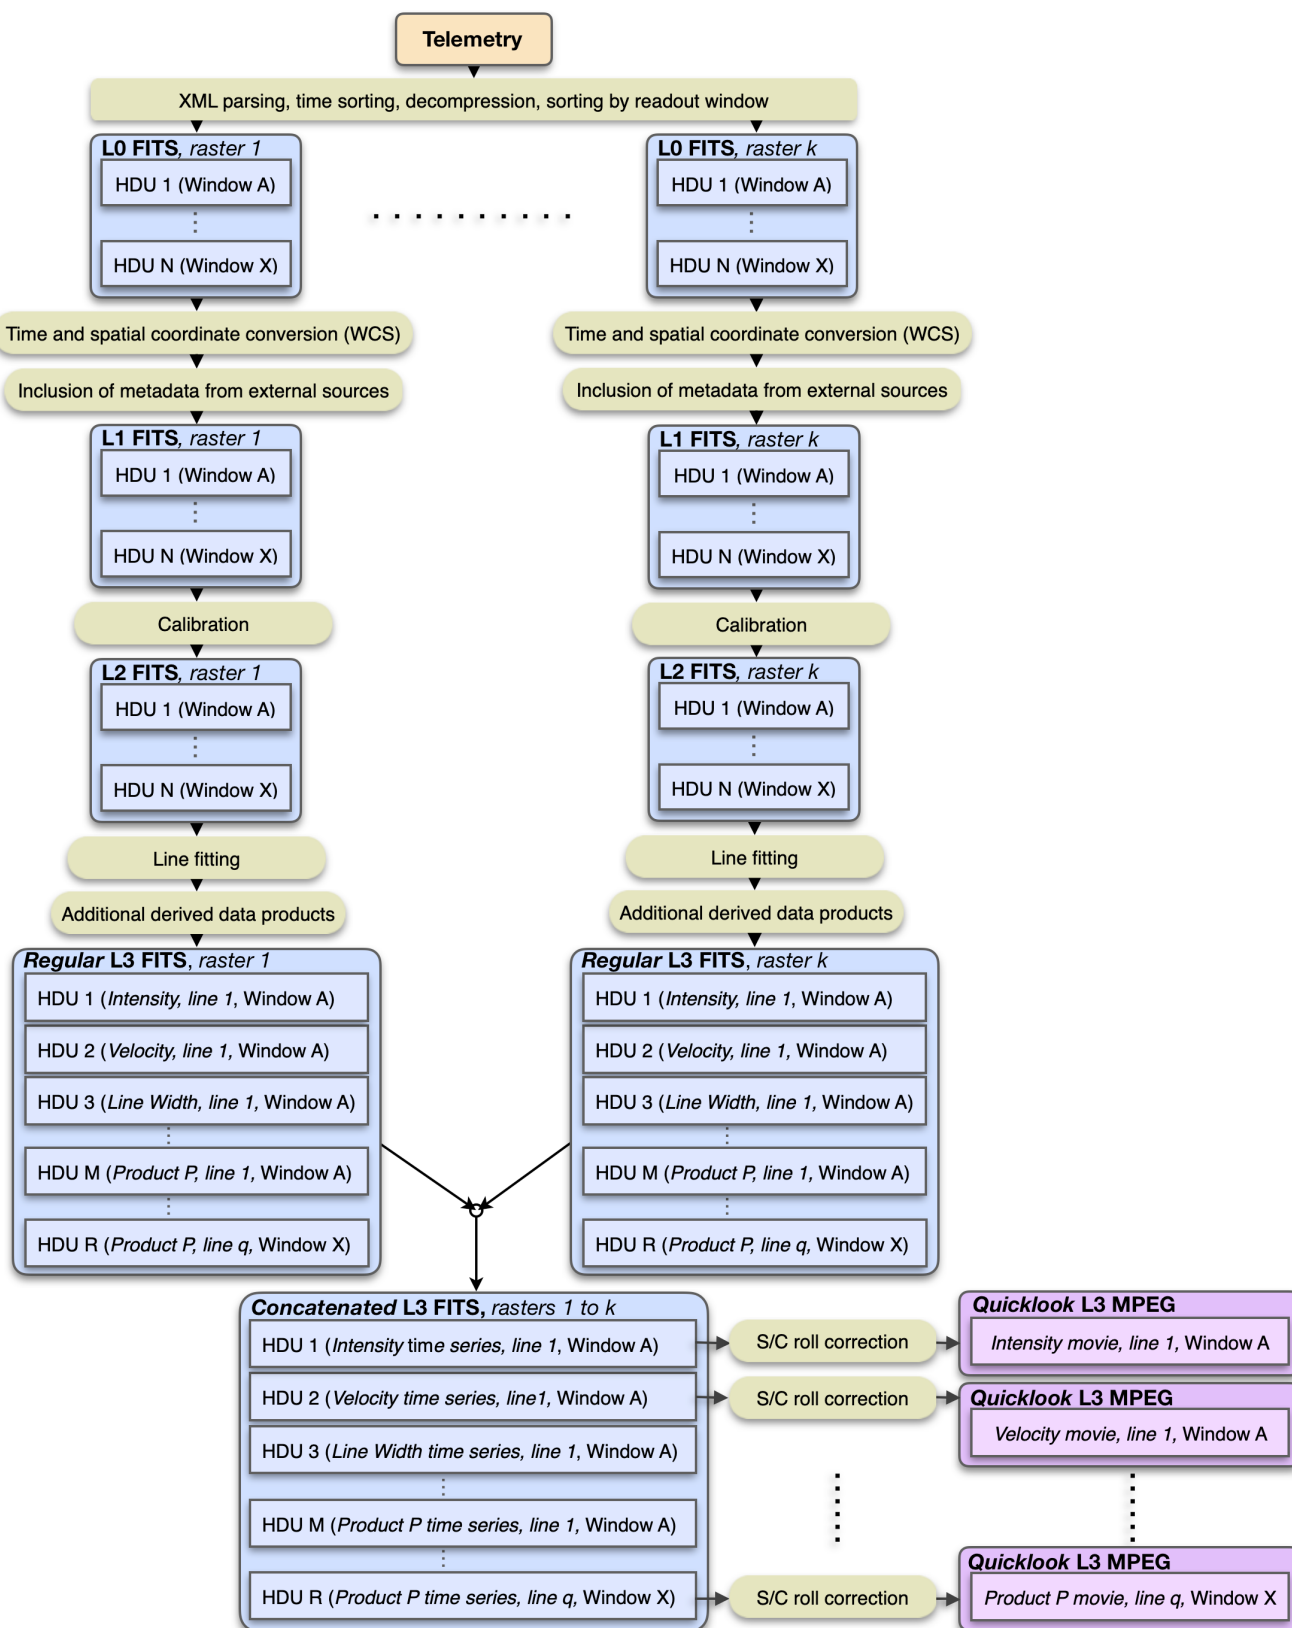 Telemetry
XML parsing, time sorting, decompression, sorting by readout window
L0 FITS, raster 1
HDU 1 (Window A)
HDU N (Window X)
L0 FITS, raster k
HDU 1 (Window A)
HDU N (Window X)
Time and spatial coordinate conversion (WCS)
Time and spatial coordinate conversion (WCS)
Inclusion of metadata from external sources
Inclusion of metadata from external sources
L1 FITS, raster 1
HDU 1 (Window A)
HDU N (Window X)
L1 FITS, raster k
HDU 1 (Window A)
HDU N (Window X)
Calibration
Calibration
L2 FITS, raster 1
HDU 1 (Window A)
HDU N (Window X)
L2 FITS, raster k
HDU 1 (Window A)
HDU N (Window X)
Line fitting
Line fitting
Additional derived data products
Additional derived data products
Regular L3 FITS, raster 1
HDU 1 (Intensity, line 1, Window A)
HDU 2 (Velocity, line 1, Window A)
HDU 3 (Line Width, line 1, Window A)
HDU M (Product P, line 1, Window A)
HDU R (Product P, line q, Window X)
Regular L3 FITS, raster k
HDU 1 (Intensity, line 1, Window A)
HDU 2 (Velocity, line 1, Window A)
HDU 3 (Line Width, line 1, Window A)
HDU M (Product P, line 1, Window A)
HDU R (Product P, line q, Window X)
Concatenated L3 FITS, rasters 1 to k
HDU 1 (Intensity time series, line 1, Window A)
HDU 2 (Velocity time series, line1, Window A)
HDU 3 (Line Width time series, line 1, Window A)
HDU M (Product P time series, line 1, Window A)
HDU R (Product P time series, line q, Window X)
S/C roll correction
S/C roll correction
S/C roll correction
Quicklook L3 MPEG
Intensity movie, line 1, Window A
Quicklook L3 MPEG
Velocity movie, line 1, Window A
Quicklook L3 MPEG
Product P movie, line q, Window X